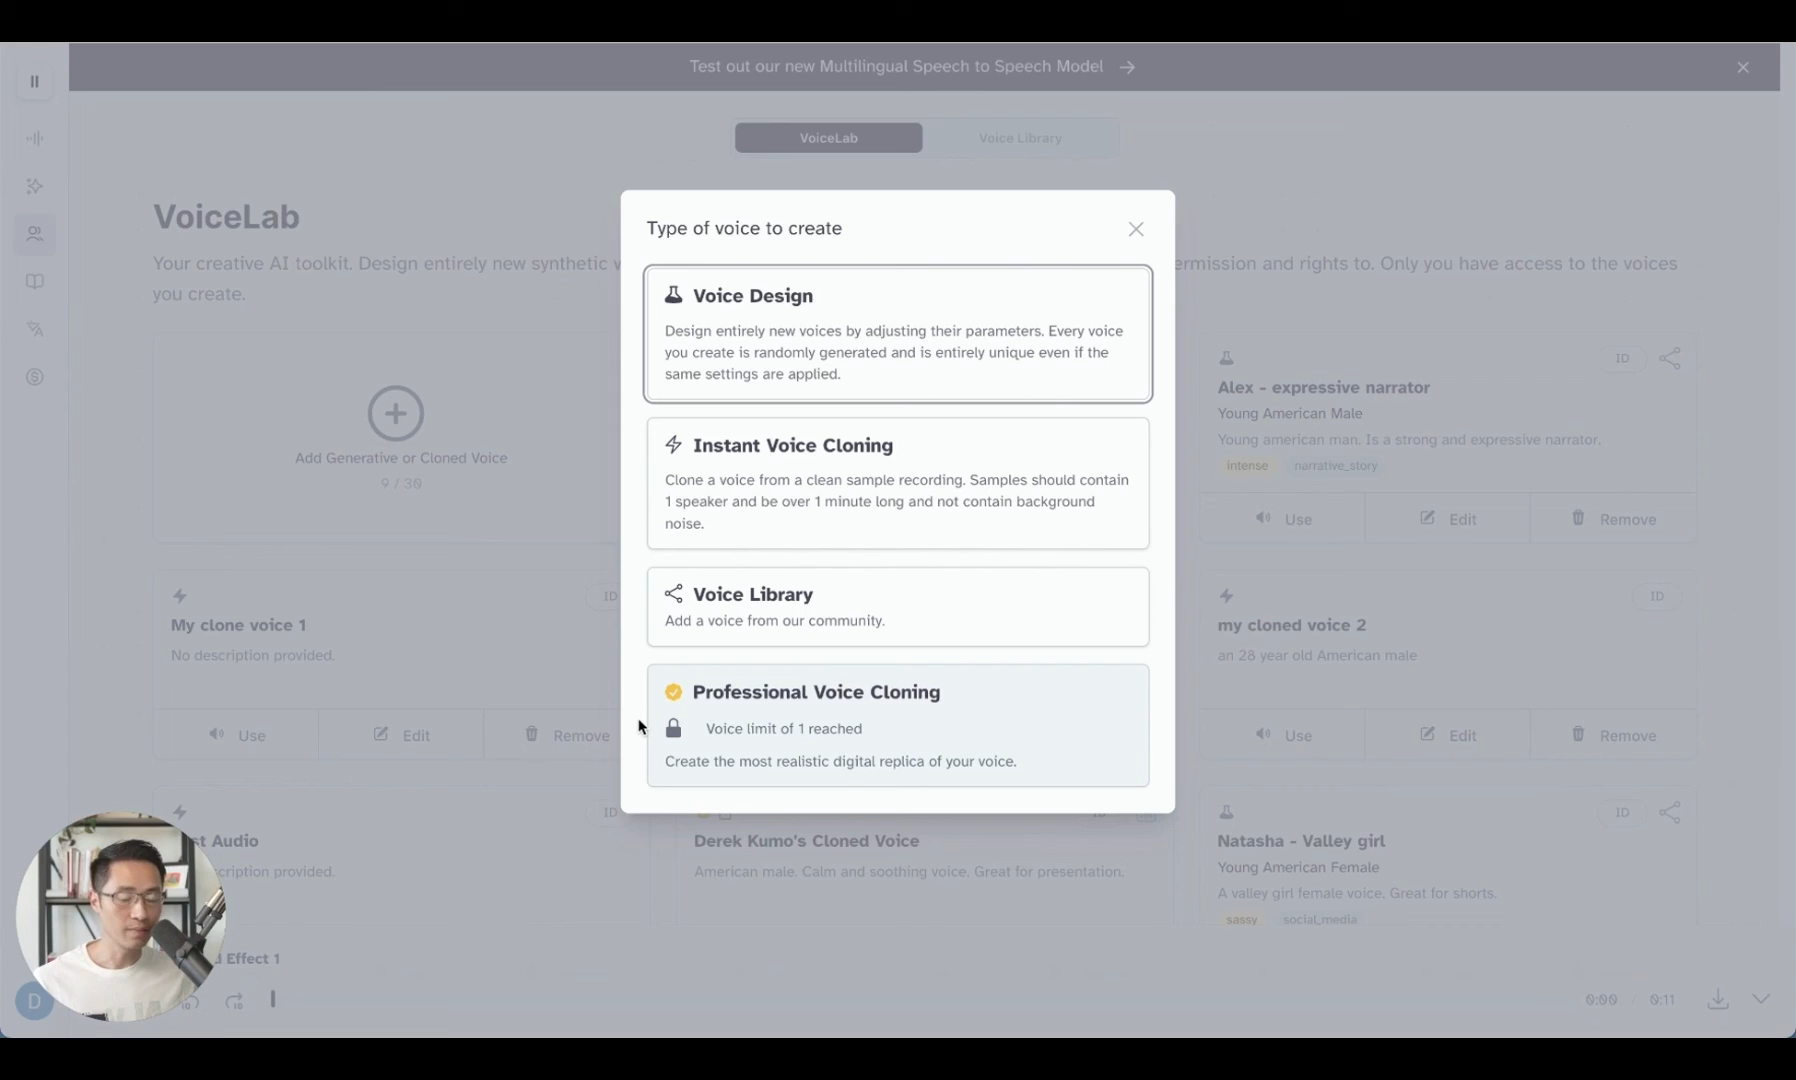 Test out our new Multilingual Speech to Speech Model →
VoiceLab
Voice Library
VoiceLab
Your creative AI toolkit. Design entirely new synthetic
ermission and rights to. Only you have access to the voices
you create.
Add Generative or Cloned Voice
9 / 30
Type of voice to create
Voice Design
Design entirely new voices by adjusting their parameters. Every voice
you create is randomly generated and is entirely unique even if the
same settings are applied.
Instant Voice Cloning
Clone a voice from a clean sample recording. Samples should contain
1 speaker and be over 1 minute long and not contain background
noise.
Voice Library
Add a voice from our community.
Professional Voice Cloning
Voice limit of 1 reached
Create the most realistic digital replica of your voice.
ID
Alex - expressive narrator
Young American Male
Young american man. Is a strong and expressive narrator.
intense
narrative_story
Use
Edit
Remove
ID
My clone voice 1
No description provided.
Use
Edit
Remove
ID
my cloned voice 2
an 28 year old American male
Use
Edit
Remove
ID
st Audio
cription provided.
ID
Derek Kumo's Cloned Voice
American male. Calm and soothing voice. Great for presentation.
ID
Natasha - Valley girl
Young American Female
A valley girl female voice. Great for shorts.
sassy
social_media
d Effect 1
D
10
10
0:00 / 0:11